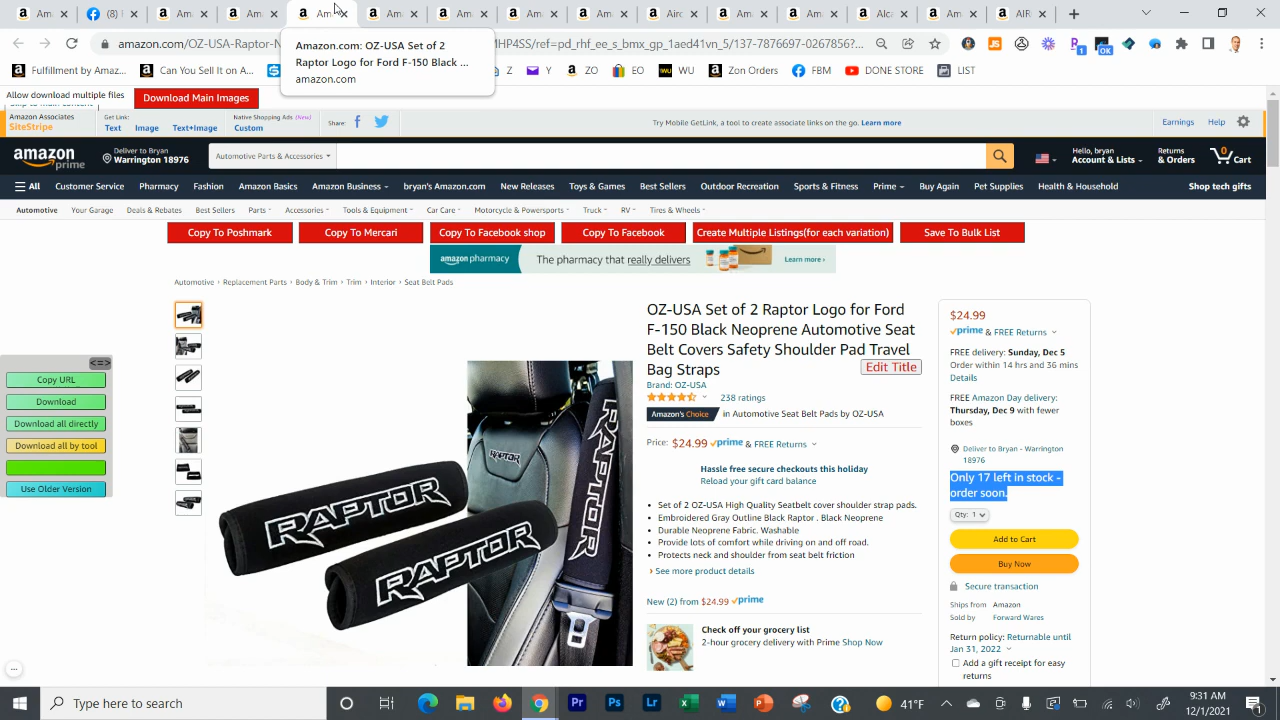 (8) ×
Airc
Alc
AIR
amazon.com/OZ-USA-Raptor-N
MHP4SS/ref=pd_rhf_ee_s_bmx_gp_1aed41vn_5/137-7876697-0267456?...
Amazon.com: OZ-USA Set of 2
Raptor Logo for Ford F-150 Black ...
amazon.com
Fulfillment by Amaz...
Can You Sell It on A...
Z
Y
ZO
EO
WU
Zon Orders
FBM
DONE STORE
LIST
Allow download multiple files
Download Main Images
Skip to main content
Amazon Associates
SiteStripe
Get Link:
Text Image Text+Image
Native Shopping Ads (New)
Custom
Share:
Try Mobile GetLink, a tool to create associate links on the go. Learn more
Earnings Help
amazon
prime
Deliver to Bryan
Warrington 18976
Automotive Parts & Accessories
Hello, bryan
Account & Lists
Returns
& Orders
0
Cart
All Customer Service Pharmacy Fashion Amazon Basics Amazon Business bryan's Amazon.com New Releases Toys & Games Best Sellers Outdoor Recreation Sports & Fitness Prime Buy Again Pet Supplies Health & Household Shop tech gifts
Automotive Your Garage Deals & Rebates Best Sellers Parts Accessories Tools & Equipment Car Care Motorcycle & Powersports Truck RV Tires & Wheels
Copy To Poshmark
Copy To Mercari
Copy To Facebook shop
Copy To Facebook
Create Multiple Listings(for each variation)
Save To Bulk List
amazon pharmacy The pharmacy that really delivers Learn more ›
Automotive › Replacement Parts › Body & Trim › Trim › Interior › Seat Belt Pads
<=>
Copy URL
Download
Download all directly
Download all by tool
Use Older Version
RAPTOR
RAPTOR
RAPTOR
RAPTOR
OZ-USA Set of 2 Raptor Logo for Ford
F-150 Black Neoprene Automotive Seat
Belt Covers Safety Shoulder Pad Travel
Bag Straps
Edit Title
Brand: OZ-USA
238 ratings
Amazon's Choice in Automotive Seat Belt Pads by OZ-USA
Price: $24.99 prime & FREE Returns
Hassle free secure checkouts this holiday
Reload your gift card balance
• Set of 2 OZ-USA High Quality Seatbelt cover shoulder strap pads.
• Embroidered Gray Outline Black Raptor . Black Neoprene
• Durable Neoprene Fabric. Washable
• Provide lots of comfort while driving on and off road.
• Protects neck and shoulder from seat belt friction
› See more product details
New (2) from $24.99 prime
Check off your grocery list
2-hour grocery delivery with Prime Shop Now
$24.99
prime & FREE Returns
FREE delivery: Sunday, Dec 5
Order within 14 hrs and 36 mins
Details
FREE Amazon Day delivery:
Thursday, Dec 9 with fewer
boxes
Deliver to Bryan - Warrington
18976
Only 17 left in stock -
order soon.
Qty: 1
Add to Cart
Buy Now
Secure transaction
Ships from Amazon
Sold by Forward Wares
Return policy: Returnable until
Jan 31, 2022
Add a gift receipt for easy
returns
Type here to search
41°F
9:31 AM
12/1/2021